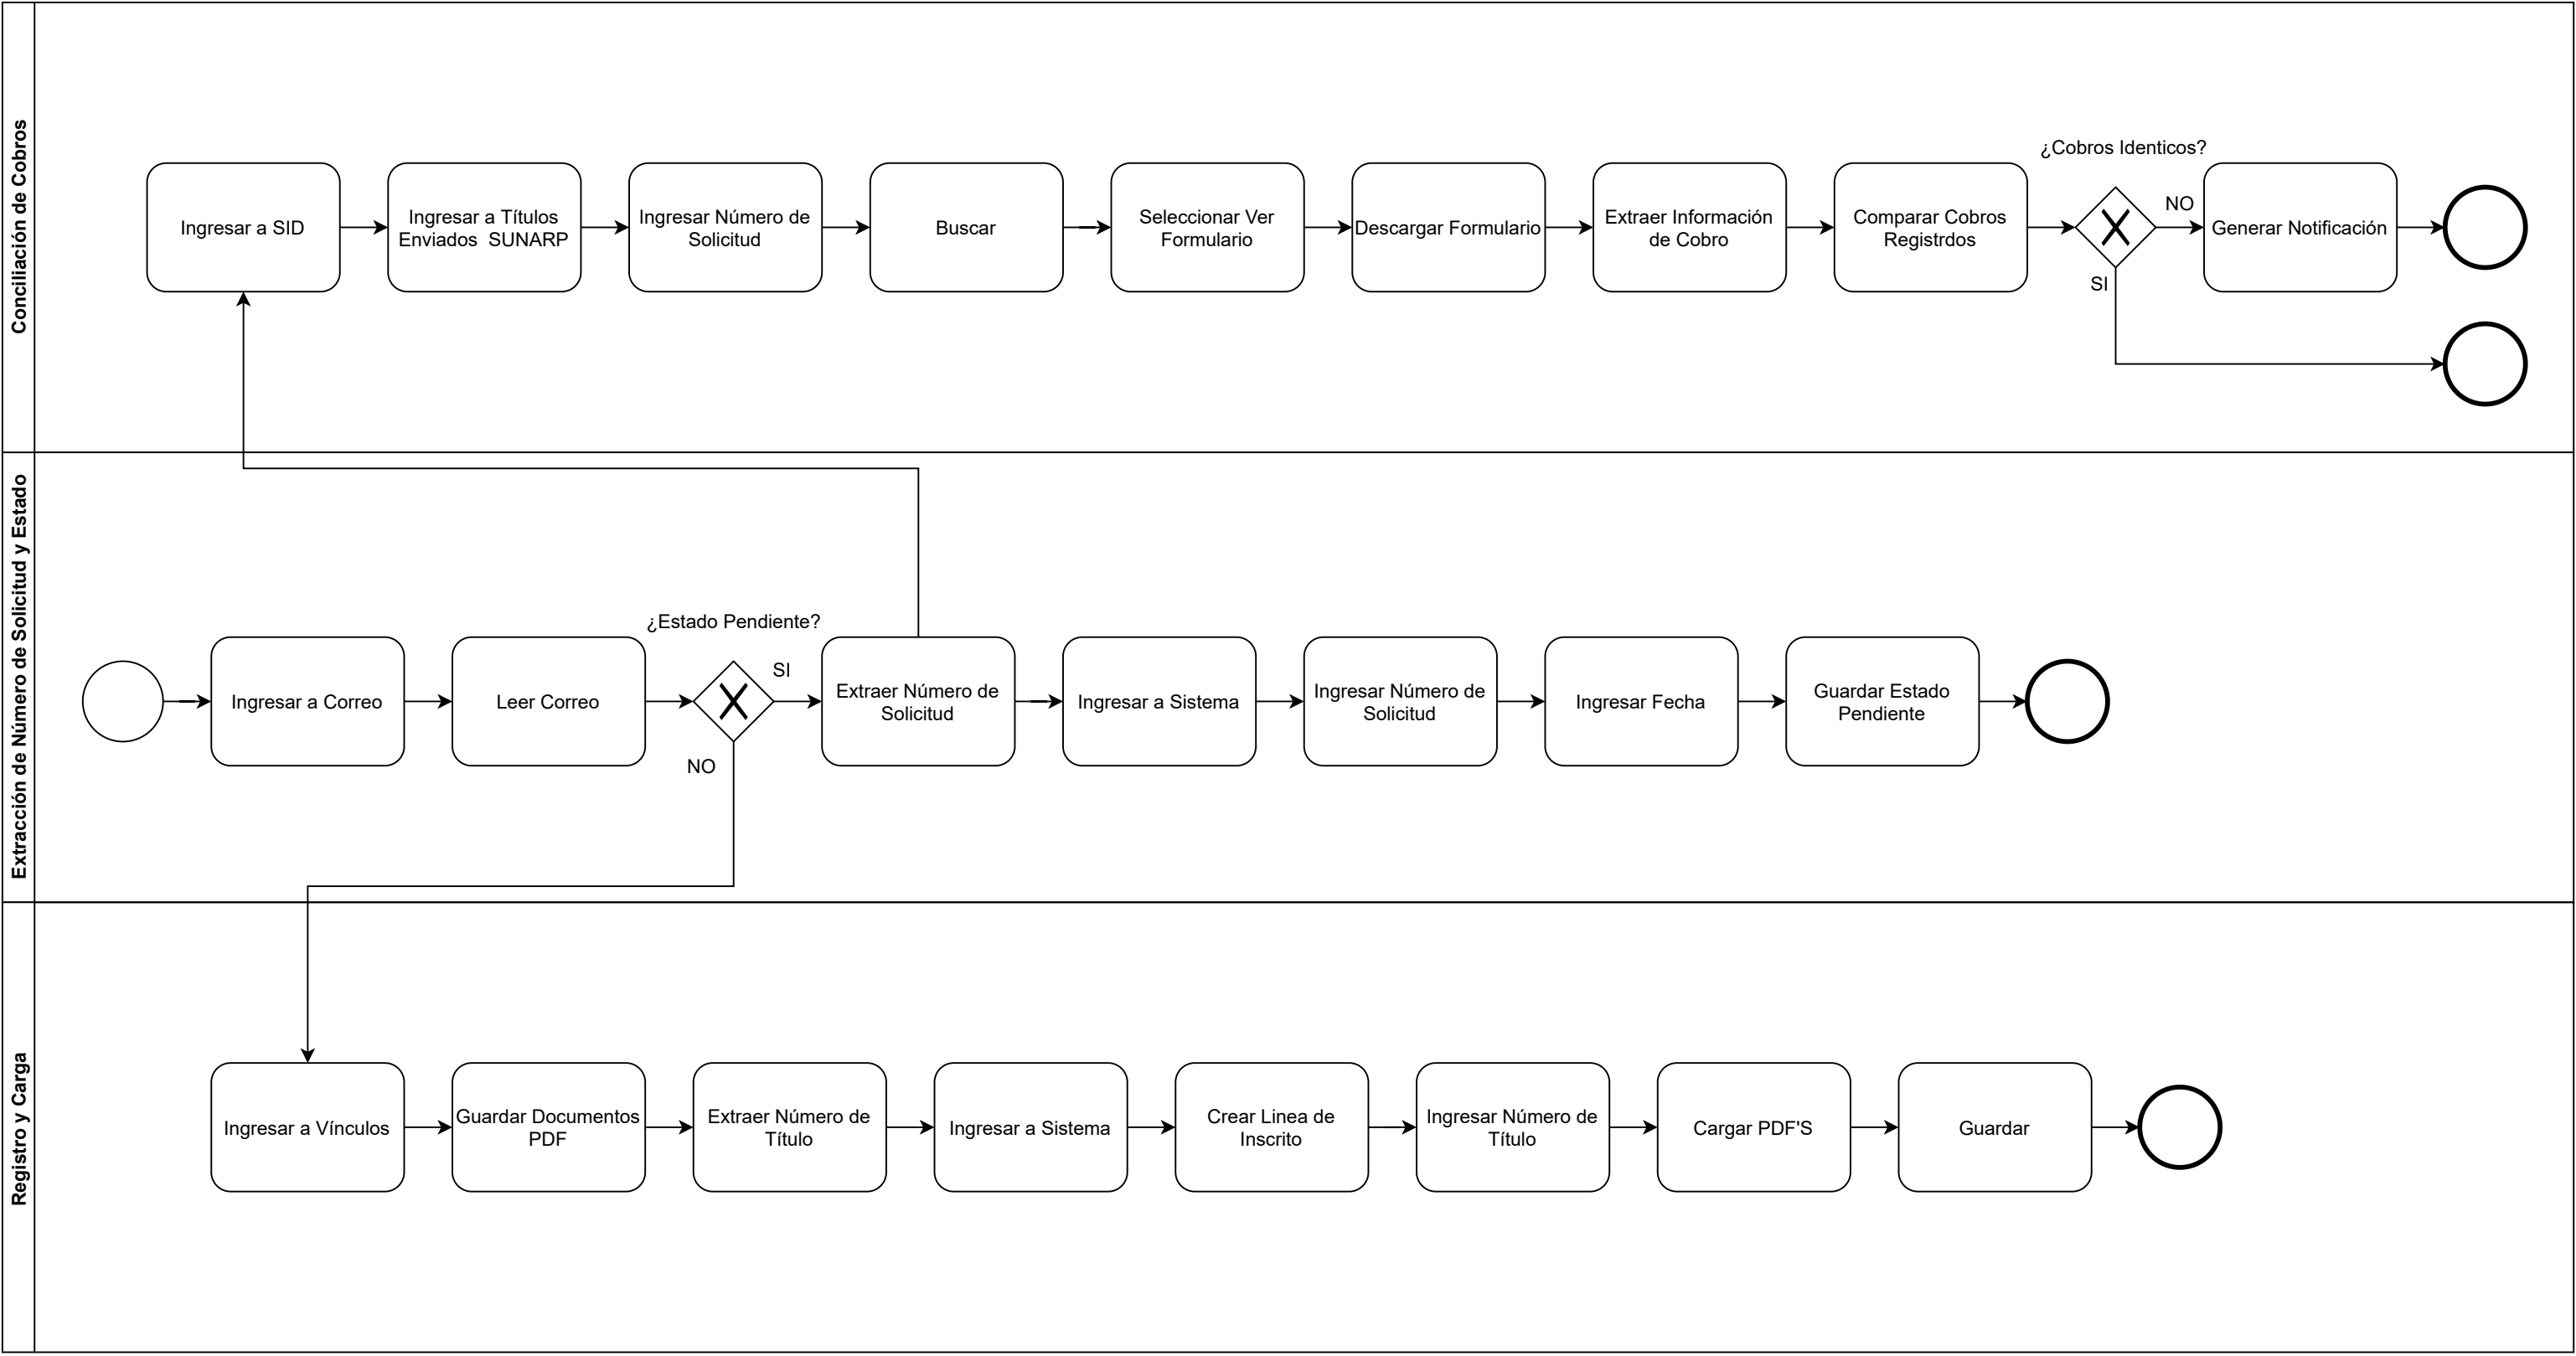 Conciliación de Cobros
¿Cobros Identicos?
Ingresar a SID
Ingresar a Títulos
Enviados  SUNARP
Ingresar Número de
Solicitud
Buscar
Seleccionar Ver
Formulario
Descargar Formulario
Extraer Información
de Cobro
Comparar Cobros
Registrdos
NO
SI
Generar Notificación
Extracción de Número de Solicitud y Estado
Ingresar a Correo
Leer Correo
¿Estado Pendiente?
SI
NO
Extraer Número de
Solicitud
Ingresar a Sistema
Ingresar Número de
Solicitud
Ingresar Fecha
Guardar Estado
Pendiente
Registro y Carga
Ingresar a Vínculos
Guardar Documentos
PDF
Extraer Número de
Título
Ingresar a Sistema
Crear Linea de
Inscrito
Ingresar Número de
Título
Cargar PDF'S
Guardar